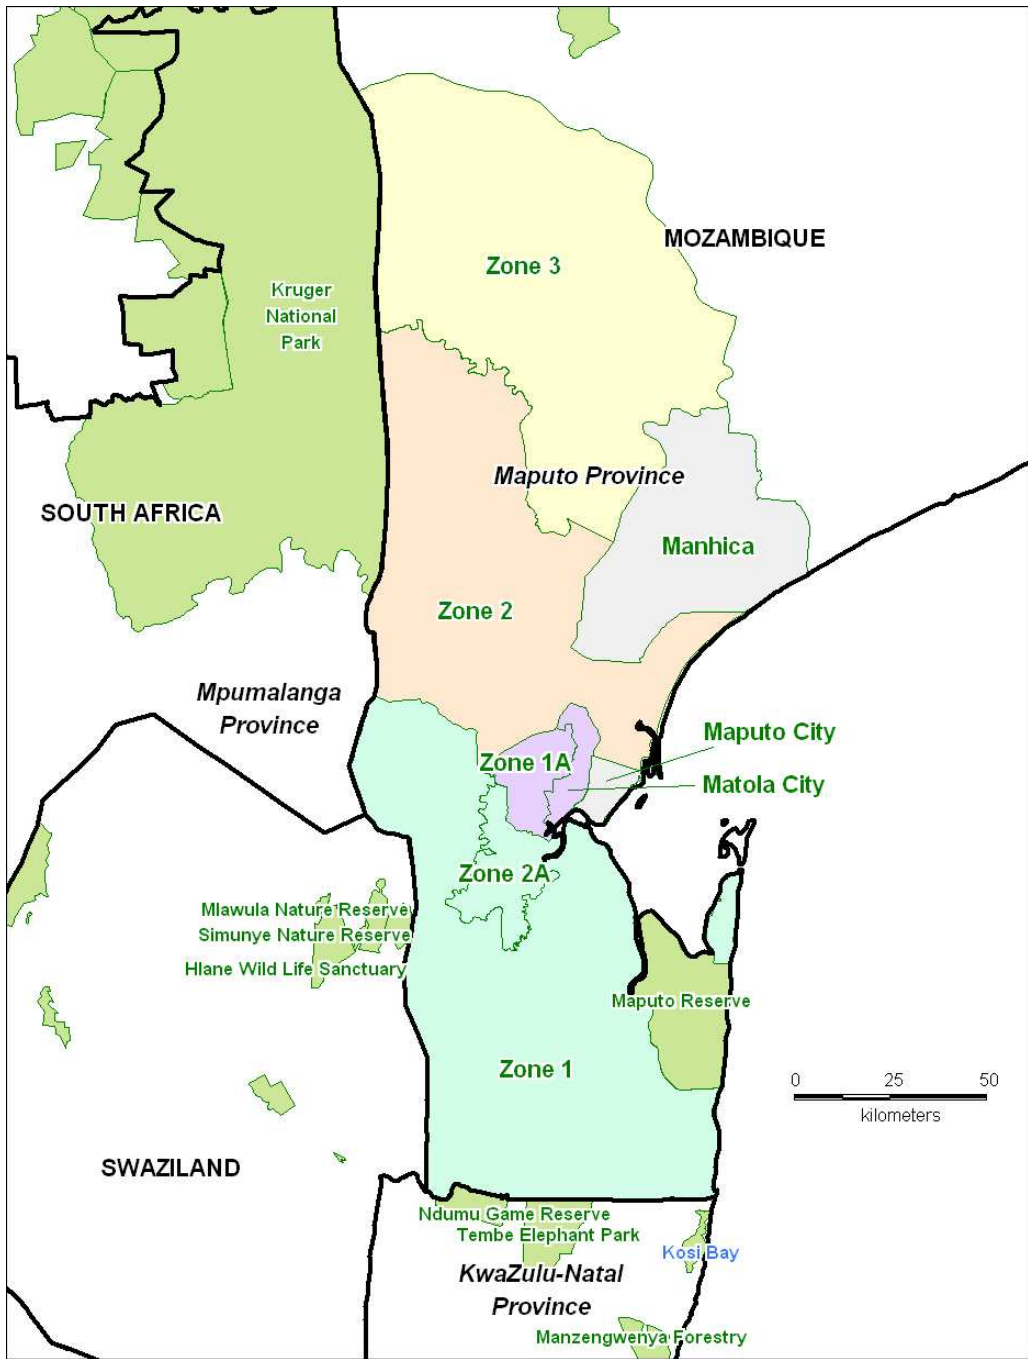 MOZAMBIQUE
Zone 3
Kruger
National
Park
Maputo Province
SOUTH AFRICA
Manhica
Zone 2
Mpumalanga
Province
Maputo City
Zone 1A
Matola City
Zone 2A
Mlawula Nature Reserve
Simunye Nature Reserve
Hlane Wild Life Sanctuary
Maputo Reserve
Zone 1
0 25 50
kilometers
SWAZILAND
Ndumu Game Reserve
Tembe Elephant Park
Kosi Bay
KwaZulu-Natal
Province
Manzengwenya Forestry